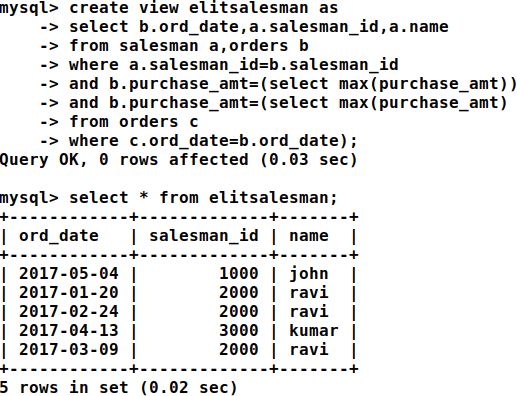 mysql> create view elitsalesman as
    -> select b.ord_date,a.salesman_id,a.name
    -> from salesman a,orders b
    -> where a.salesman_id=b.salesman_id
    -> and b.purchase_amt=(select max(purchase_amt))
    -> and b.purchase_amt=(select max(purchase_amt)
    -> from orders c
    -> where c.ord_date=b.ord_date);
Query OK, 0 rows affected (0.03 sec)

mysql> select * from elitsalesman;
+------------+-------------+-------+
| ord_date   | salesman_id | name  |
+------------+-------------+-------+
| 2017-05-04 |        1000 | john  |
| 2017-01-20 |        2000 | ravi  |
| 2017-02-24 |        2000 | ravi  |
| 2017-04-13 |        3000 | kumar |
| 2017-03-09 |        2000 | ravi  |
+------------+-------------+-------+
5 rows in set (0.02 sec)